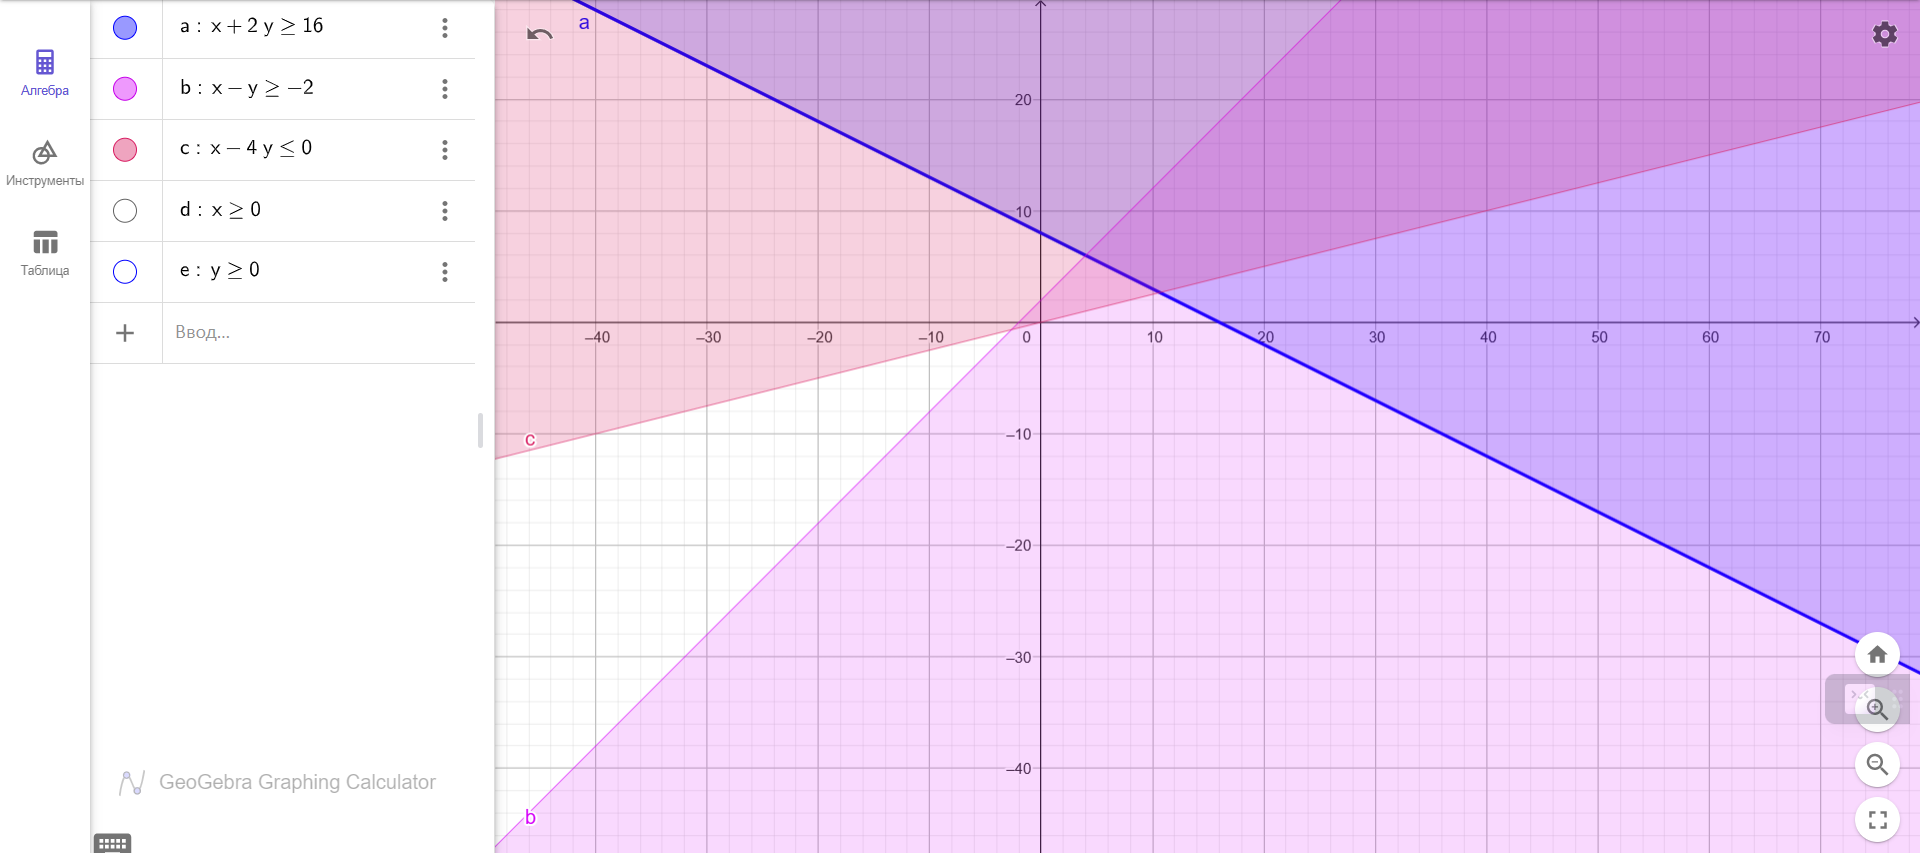 Алгебра
Инструменты
Таблица
a : x + 2 y ≥ 16
b : x − y ≥ −2
c : x − 4 y ≤ 0
d : x ≥ 0
e : y ≥ 0
+ Ввод...
GeoGebra Graphing Calculator
a
c
b
20
10
–40 –30 –20 –10 0 10 20 30 40 50 60 70
–10
–20
–30
–40